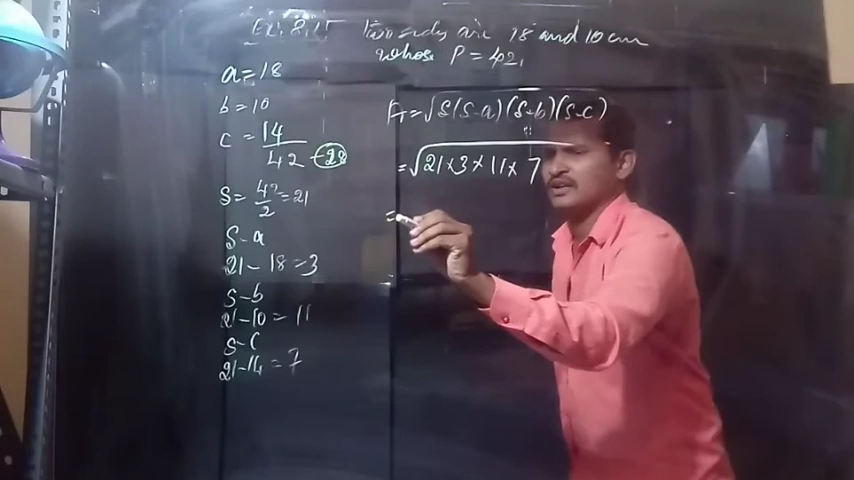 Ex: 8.1 Two sides are 18 and 10 cm
whose P = 42,
a = 18
b = 10
c = 14
42 - 28
S = 42/2 = 21
S-a
21 - 18 = 3
S-b
21-10 = 11
S-C
21-14 = 7
A = √S(S-a)(S-b)(S-c)
= √21×3×11×7
=